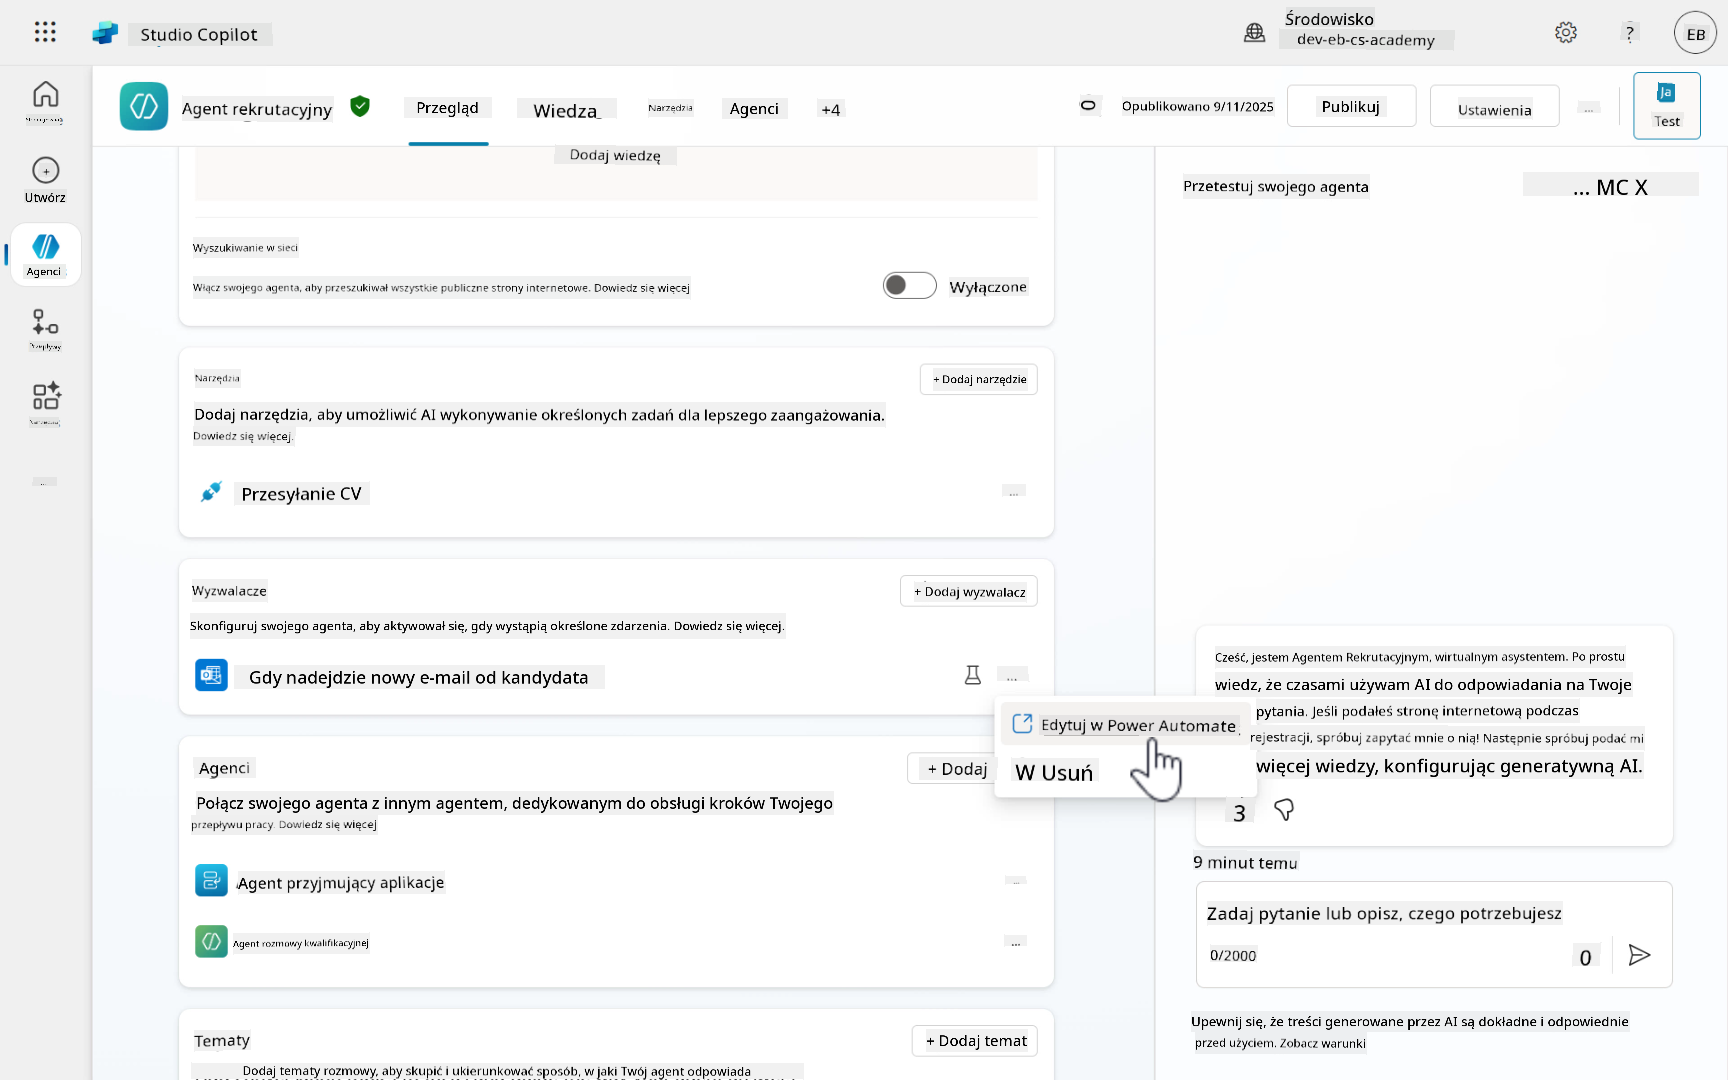 Studio Copilot
Środowisko
dev-eb-cs-academy
?
EB
Agent rekrutacyjny
Przegląd
Wiedza
Narzędzia
Agenci
+4
Opublikowano 9/11/2025
Publikuj
Ustawienia
...
Ja
Test
Utwórz
Agenci
Przepływy
Narzędzia
...
Dodaj wiedzę
Wyszukiwanie w sieci
Włącz swojego agenta, aby przeszukiwał wszystkie publiczne strony internetowe. Dowiedz się więcej
Wyłączone
Narzędzia
+ Dodaj narzędzie
Dodaj narzędzia, aby umożliwić AI wykonywanie określonych zadań dla lepszego zaangażowania.
Dowiedz się więcej.
Przesyłanie CV
...
Wyzwalacze
+ Dodaj wyzwalacz
Skonfiguruj swojego agenta, aby aktywował się, gdy wystąpią określone zdarzenia. Dowiedz się więcej.
Gdy nadejdzie nowy e-mail od kandydata
...
Edytuj w Power Automate
W Usuń
Agenci
+ Dodaj
Połącz swojego agenta z innym agentem, dedykowanym do obsługi kroków Twojego
przepływu pracy. Dowiedz się więcej
Agent przyjmujący aplikacje
...
Agent rozmowy kwalifikacyjnej
...
Tematy
+ Dodaj temat
Dodaj tematy rozmowy, aby skupić i ukierunkować sposób, w jaki Twój agent odpowiada
Przetestuj swojego agenta
... MC X
Cześć, jestem Agentem Rekrutacyjnym, wirtualnym asystentem. Po prostu
wiedz, że czasami używam AI do odpowiadania na Twoje
pytania. Jeśli podałeś stronę internetową podczas
rejestracji, spróbuj zapytać mnie o nią! Następnie spróbuj podać mi
więcej wiedzy, konfigurując generatywną AI.
3
9 minut temu
Zadaj pytanie lub opisz, czego potrzebujesz
0/2000
0
Upewnij się, że treści generowane przez AI są dokładne i odpowiednie
przed użyciem. Zobacz warunki